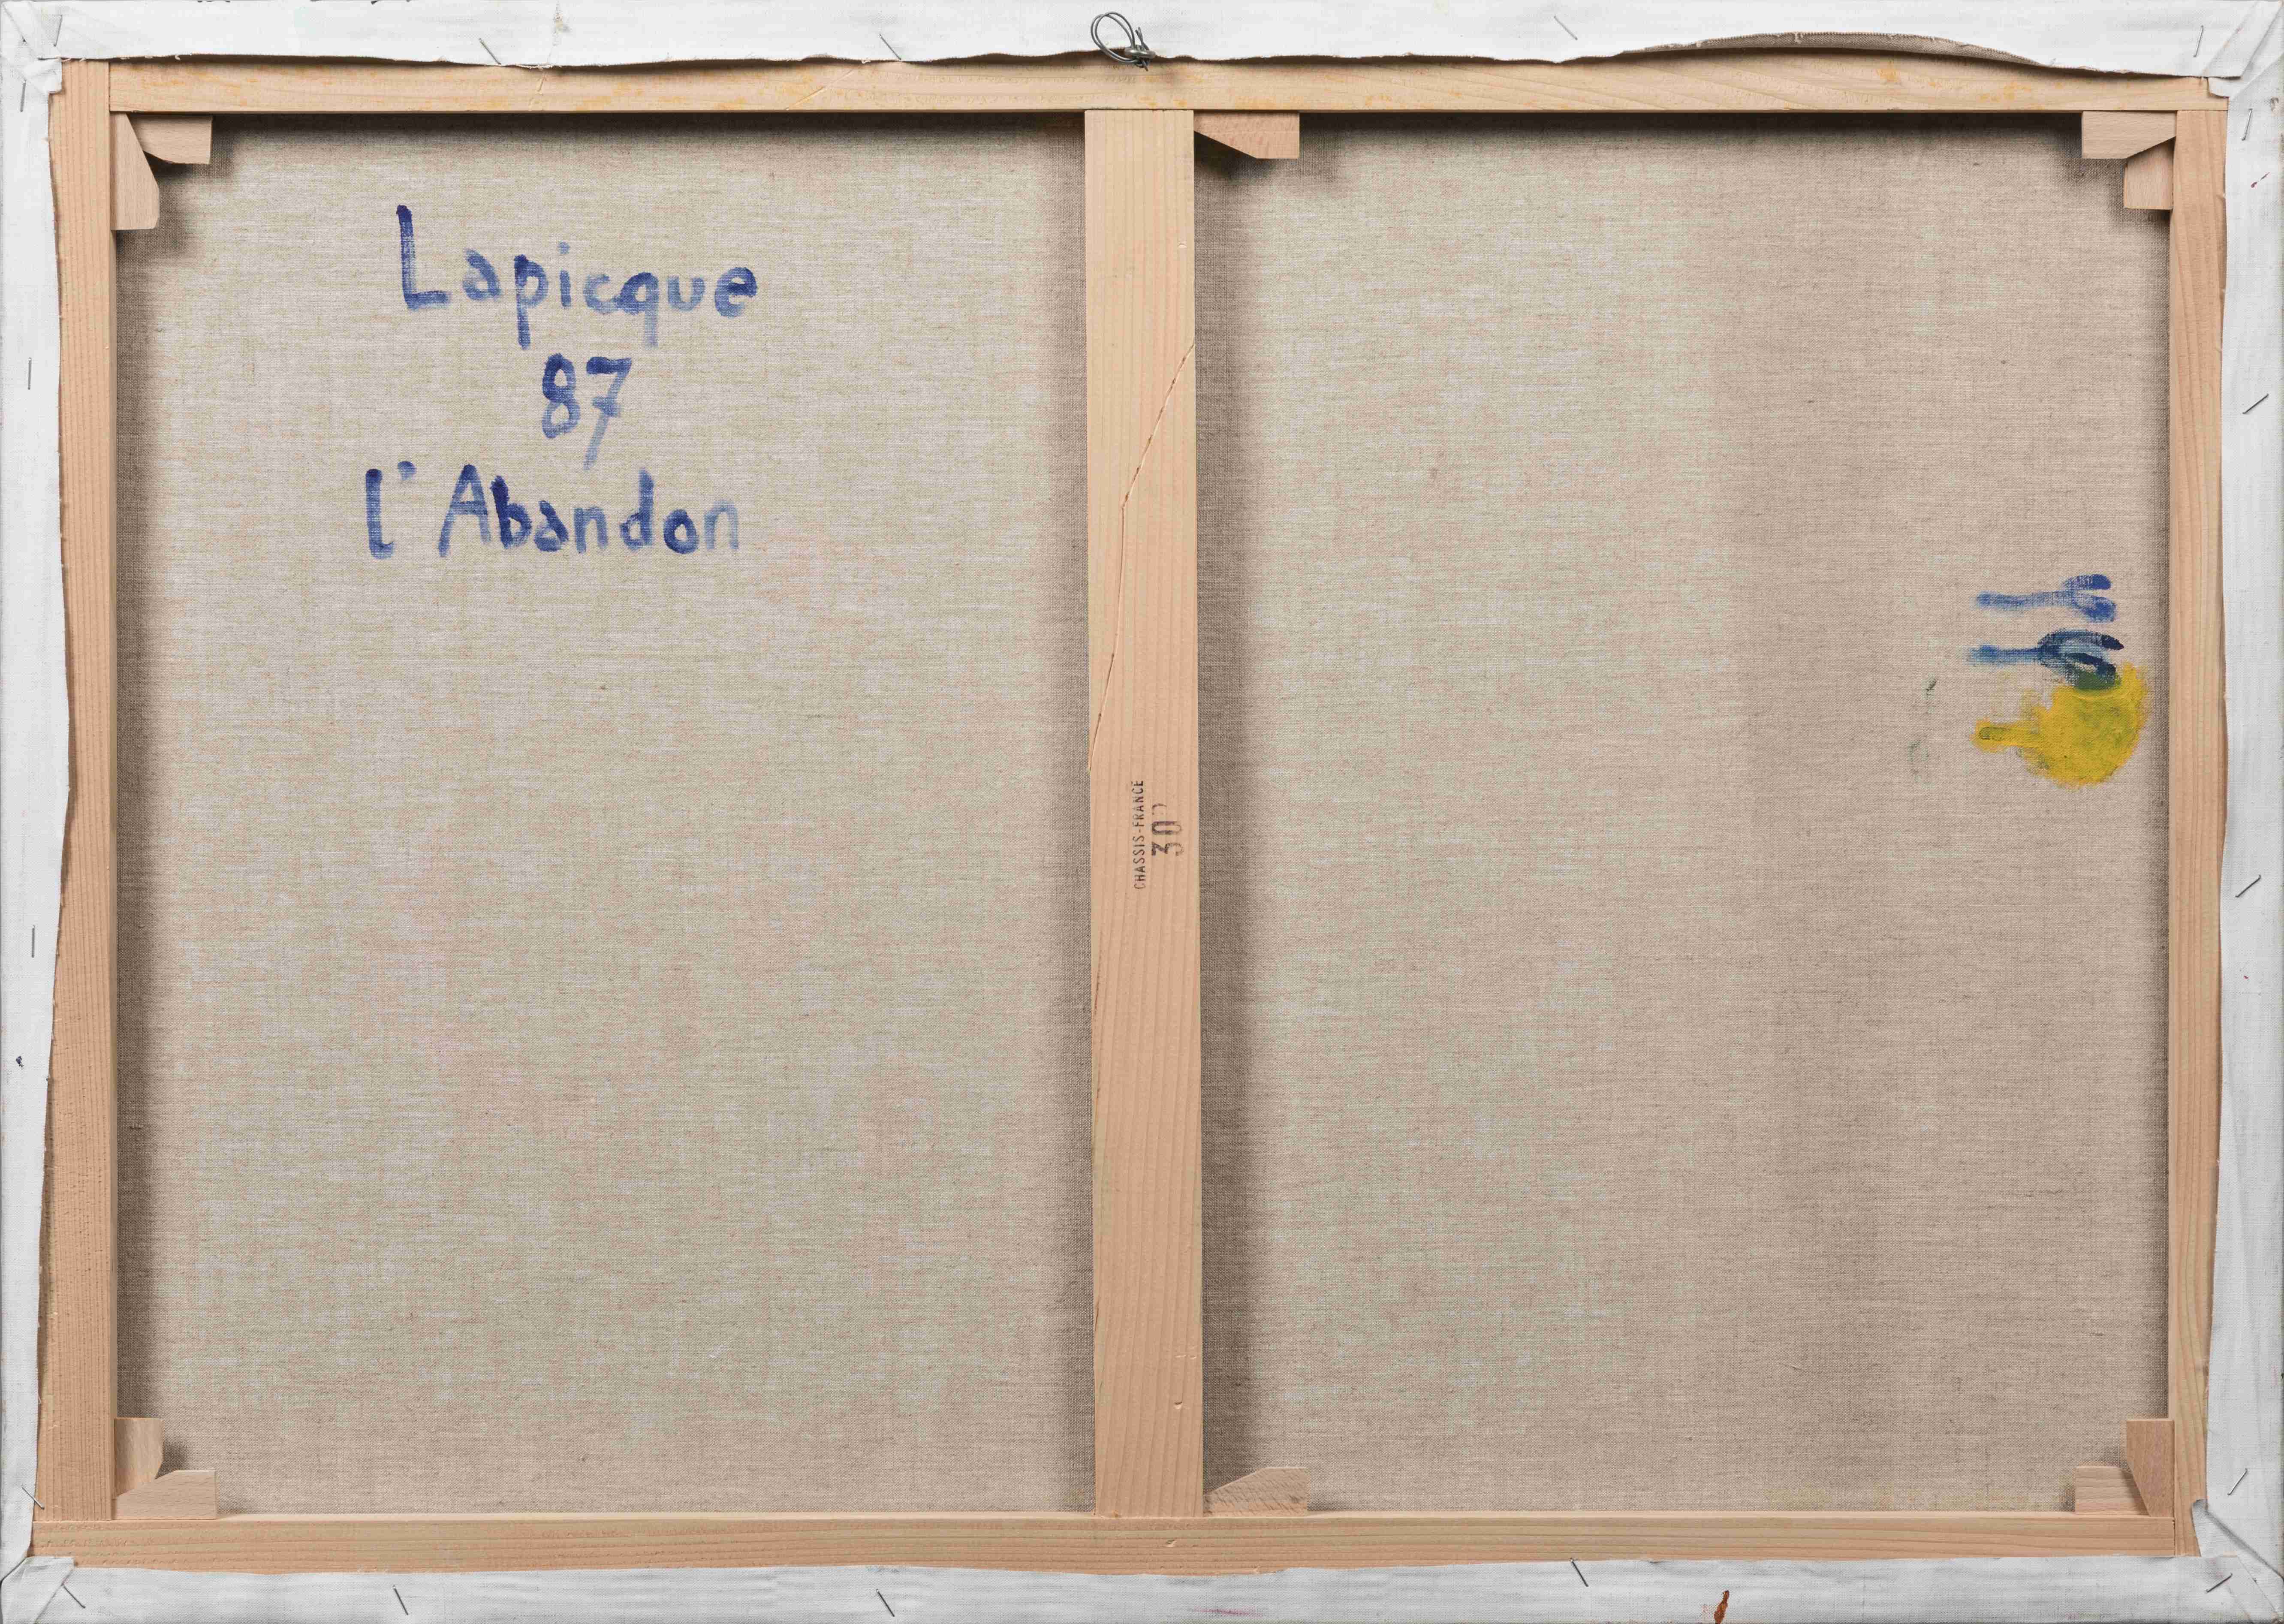 Lapicque
87
l'Abandon
CHASSIS-FRANCE
30